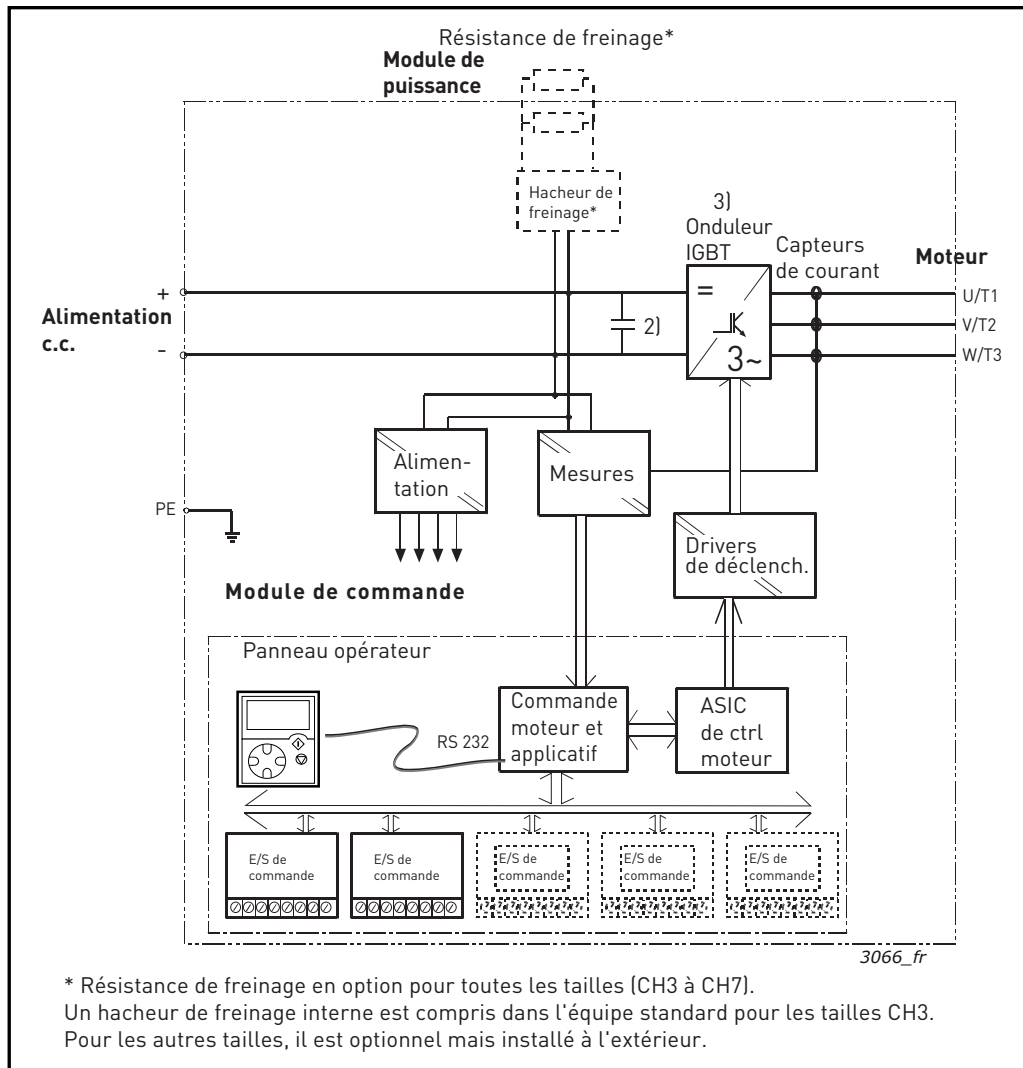 Résistance de freinage*
Module de
puissance
Hacheur de
freinage*
3)
Onduleur
IGBT
Capteurs
de courant
Moteur
+
Alimentation
c.c.
-
2)
=
3~
U/T1
V/T2
W/T3
Alimen-
tation
Mesures
PE
Drivers
de déclench.
Module de commande
Panneau opérateur
RS 232
Commande
moteur et
applicatif
ASIC
de ctrl
moteur
E/S de
commande
E/S de
commande
E/S de
commande
E/S de
commande
E/S de
commande
3066_fr
* Résistance de freinage en option pour toutes les tailles (CH3 à CH7).
Un hacheur de freinage interne est compris dans l'équipe standard pour les tailles CH3.
Pour les autres tailles, il est optionnel mais installé à l'extérieur.